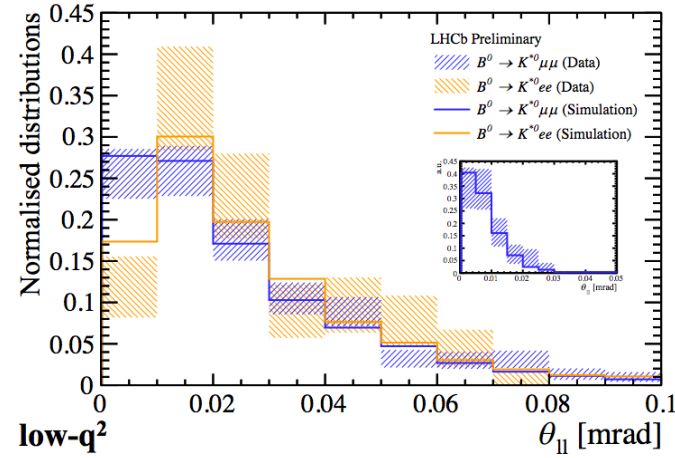 Normalised distributions
0.45
0.4
0.35
0.3
0.25
0.2
0.15
0.1
0.05
0
LHCb Preliminary
B⁰ → K*⁰μμ (Data)
B⁰ → K*⁰ee (Data)
B⁰ → K*⁰μμ (Simulation)
B⁰ → K*⁰ee (Simulation)
a.u.
0.45
0.4
0.35
0.3
0.25
0.2
0.15
0.1
0.05
0
0 0.01 0.02 0.03 0.04 0.05
θll [mrad]
0 0.02 0.04 0.06 0.08 0.1
low-q² θll [mrad]